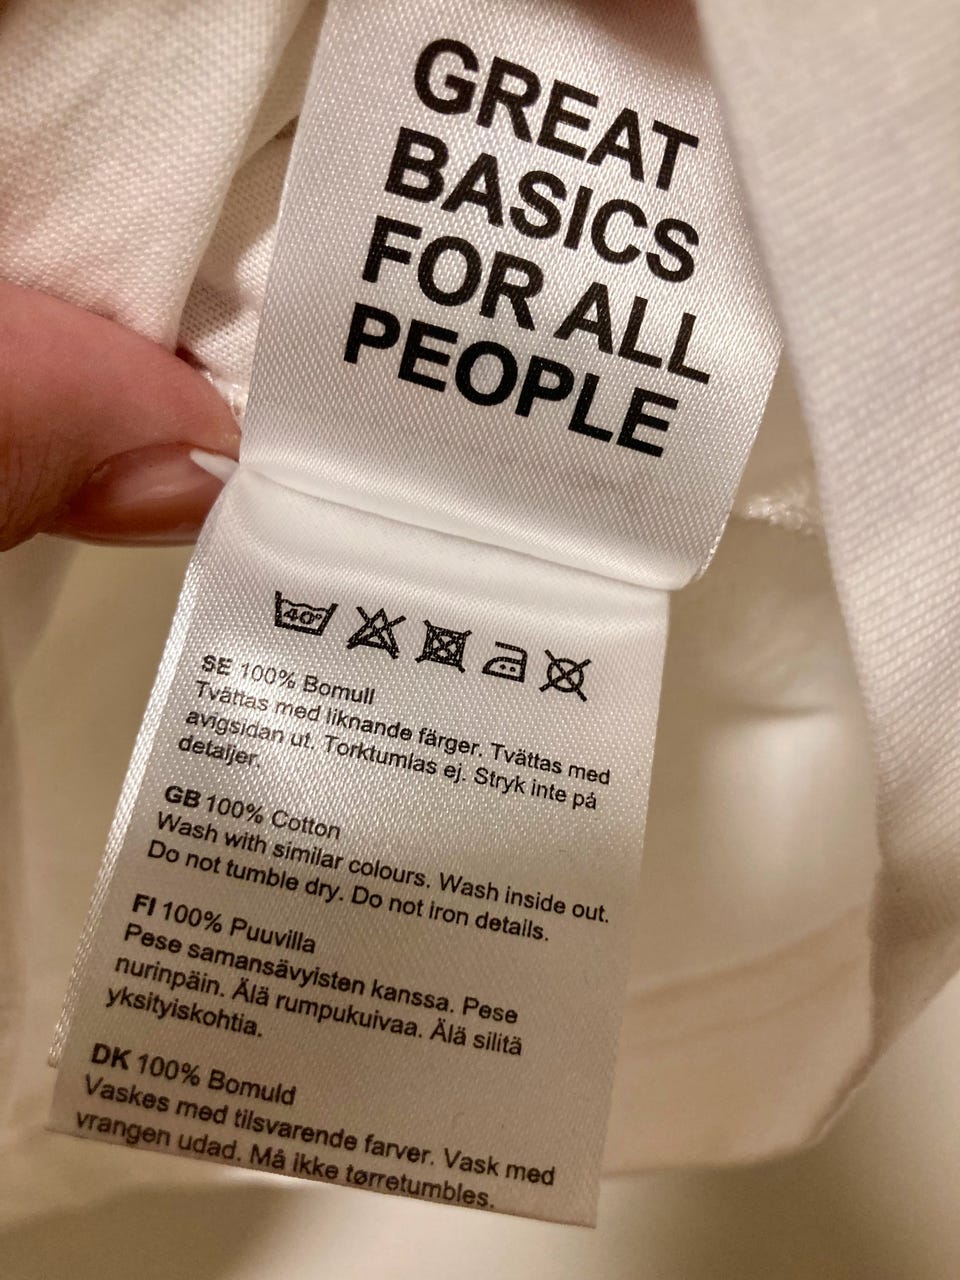 GREAT
BASICS
FOR ALL
PEOPLE
40°
SE 100% Bomull
Tvättas med liknande färger. Tvättas med
avigsidan ut. Torktumlas ej. Stryk inte på
detaljer.
GB 100% Cotton
Wash with similar colours. Wash inside out.
Do not tumble dry. Do not iron details.
FI 100% Puuvilla
Pese samansävyisten kanssa. Pese
nurinpäin. Älä rumpukuivaa. Älä silitä
yksityiskohtia.
DK 100% Bomuld
Vaskes med tilsvarende farver. Vask med
vrangen udad. Må ikke tørretumbles.